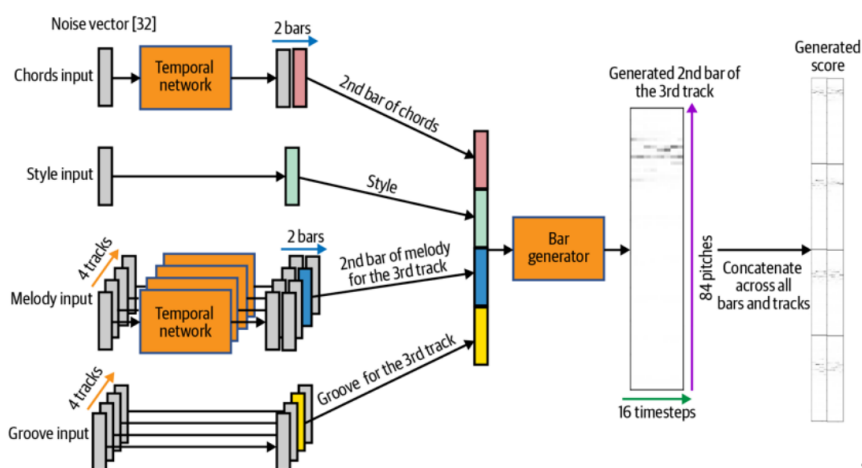 Noise vector [32]
Chords input
Temporal
network
2 bars
2nd bar of chords
Style input
Style
4 tracks
Melody input
Temporal
network
2 bars
2nd bar of melody
for the 3rd track
4 tracks
Groove input
Groove for the 3rd track
Bar
generator
Generated 2nd bar of
the 3rd track
84 pitches
16 timesteps
Concatenate
across all
bars and tracks
Generated
score